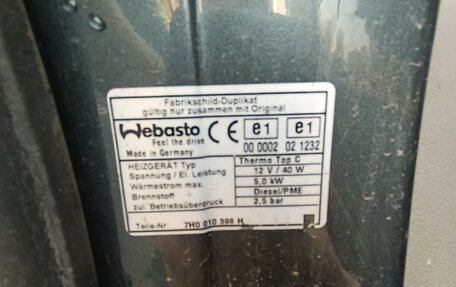 Fabrikschild-Duplikat
gültig nur zusammen mit Original
Webasto CE e1 e1
Feel the drive 00 0002 02 1232
Made in Germany
HEIZGERÄT Typ Thermo Top C
Spannung / El. Leistung 12 V / 40 W
Wärmestrom max. 5,0 kW
Brennstoff Diesel/PME
zul. Betriebsüberdruck 2,5 bar
Teile-Nr. 7H0 010 398 H